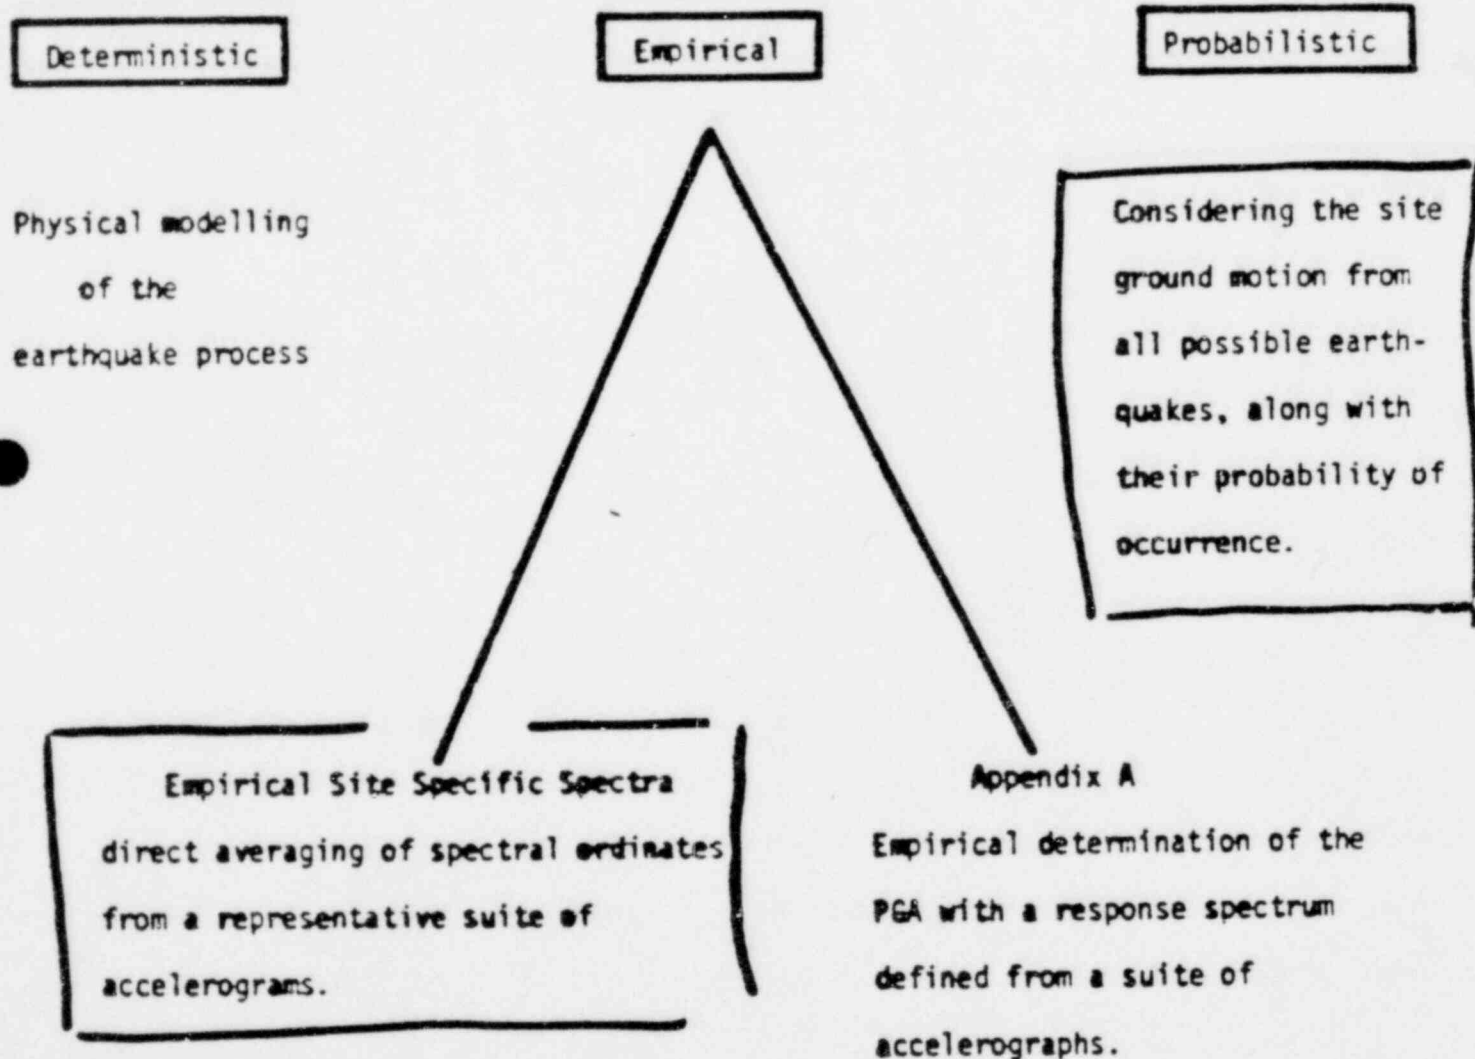 Deterministic
Empirical
Probabilistic
Physical modelling
of the
earthquake process
Considering the site
ground motion from
all possible earth-
quakes, along with
their probability of
occurrence.
Empirical Site Specific Spectra
direct averaging of spectral ordinates
from a representative suite of
accelerograms.
Appendix A
Empirical determination of the
PGA with a response spectrum
defined from a suite of
accelerographs.